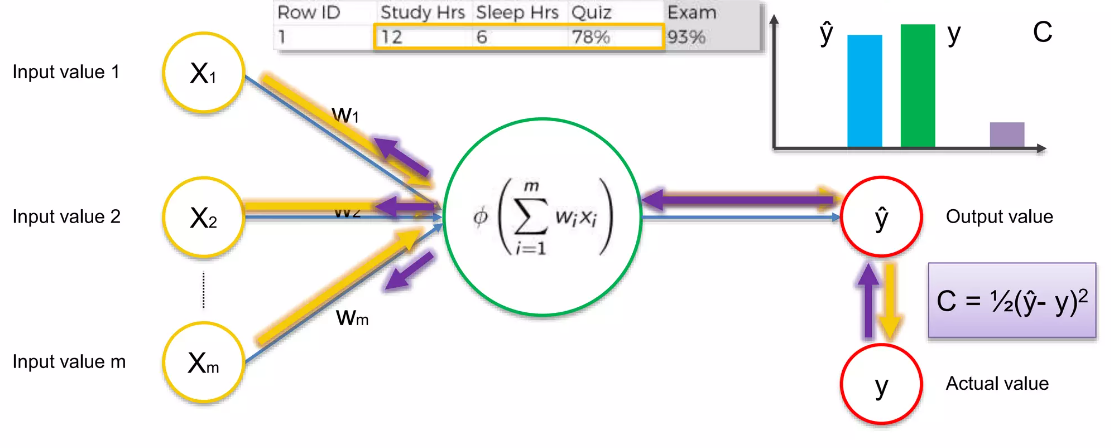 Row ID Study Hrs Sleep Hrs Quiz Exam
1 12 6 78% 93%
ŷ y C
Input value 1
X1
w1
Input value 2
X2
w2
ϕ(∑ᵢ₌₁ᵐ wᵢxᵢ)
ŷ
Output value
C = ½(ŷ- y)²
wm
Input value m
Xm
y
Actual value